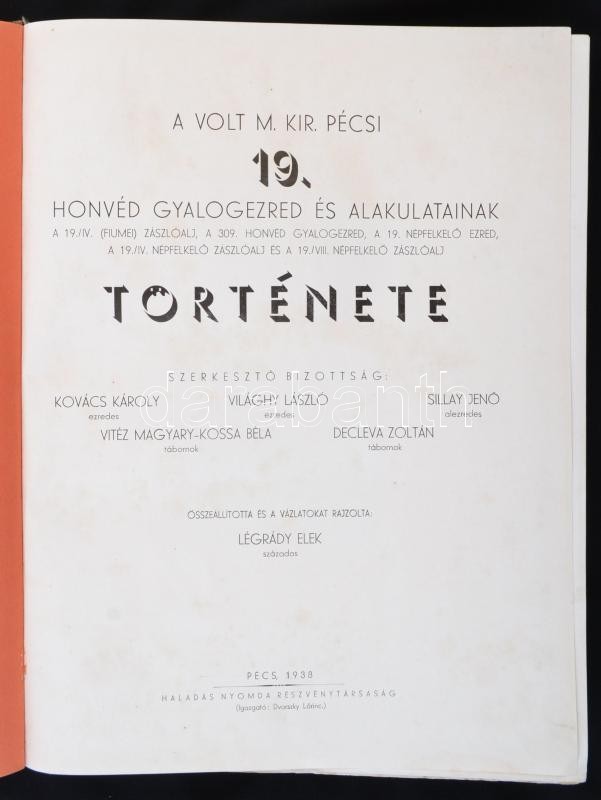 A VOLT M. KIR. PÉCSI
19.
HONVÉD GYALOGEZRED ÉS ALAKULATAINAK
A 19./IV. (FIUMEI) ZÁSZLÓALJ, A 309. HONVÉD GYALOGEZRED, A 19. NÉPFELKELŐ EZRED,
A 19./IV. NÉPFELKELŐ ZÁSZLÓALJ ÉS A 19./VIII. NÉPFELKELŐ ZÁSZLÓALJ
TÖRTÉNETE
SZERKESZTŐ BIZOTTSÁG:
KOVÁCS KÁROLY VILÁGHY LÁSZLÓ SILLAY JENŐ
ezredes ezredes alezredes
darabanth
VITÉZ MAGYARY-KOSSA BÉLA DECLEVA ZOLTÁN
tábornok tábornok
ÖSSZEÁLLÍTOTTA ÉS A VÁZLATOKAT RAJZOLTA:
LÉGRÁDY ELEK
százados
PÉCS, 1938
HALADÁS NYOMDA RÉSZVÉNYTÁRSASÁG
(Igazgató: Dvorszky Lőrinc.)